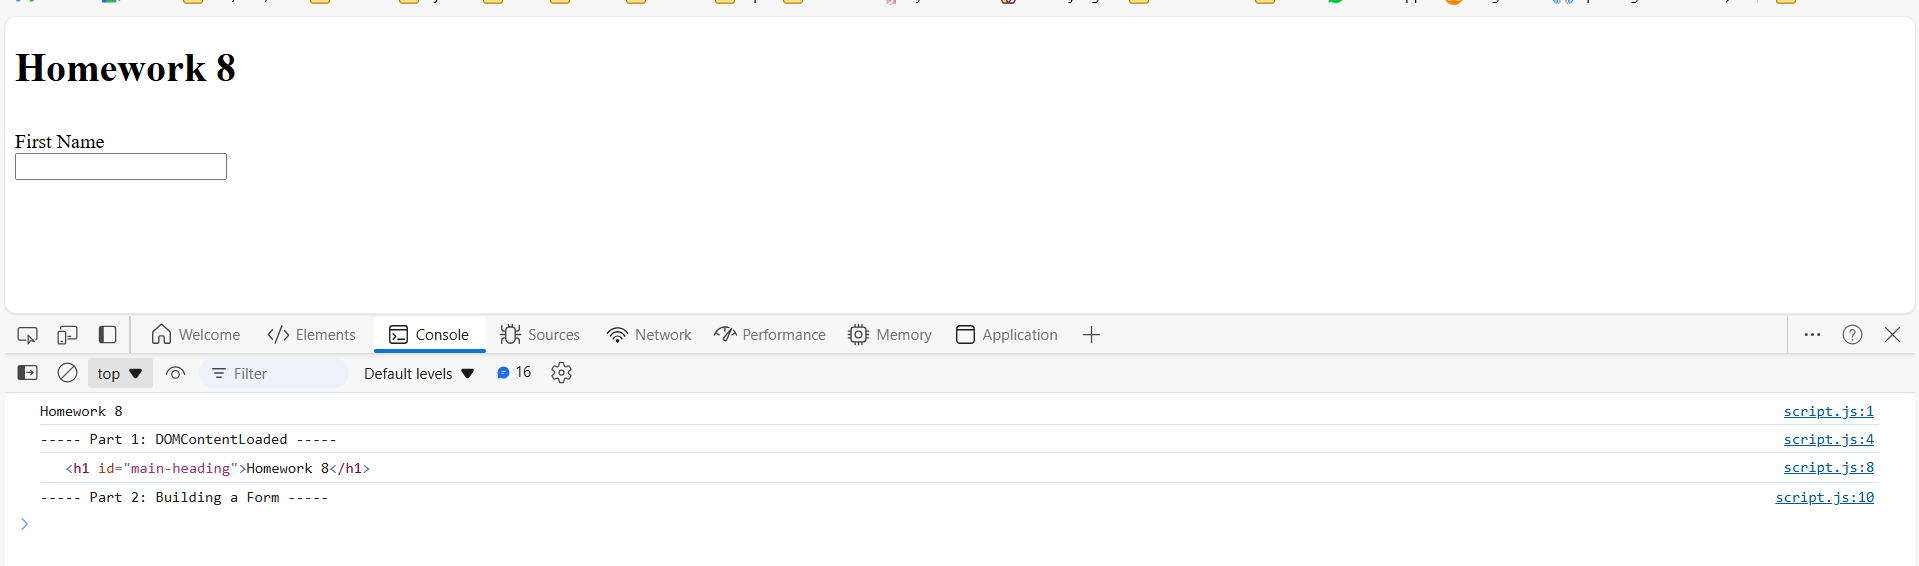 Homework 8
First Name
Welcome Elements Console Sources Network Performance Memory Application
top Filter Default levels 16
Homework 8 script.js:1
----- Part 1: DOMContentLoaded ----- script.js:4
<h1 id="main-heading">Homework 8</h1> script.js:8
----- Part 2: Building a Form ----- script.js:10